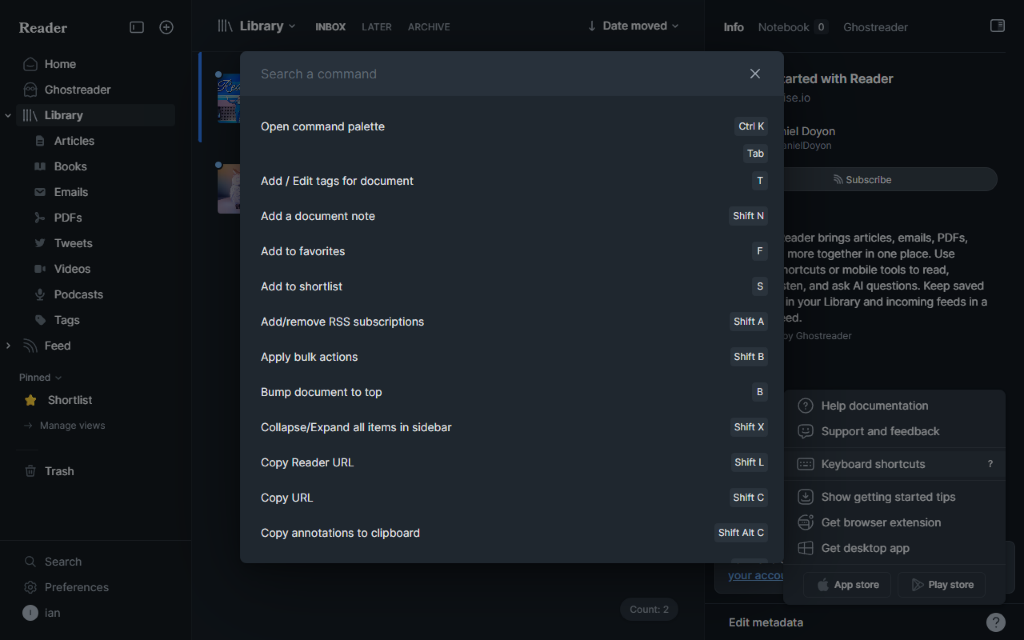 Reader
Home
Ghostreader
Library
Articles
Books
Emails
PDFs
Tweets
Videos
Podcasts
Tags
Feed
Pinned
Shortlist
Manage views
Trash
Search
Preferences
I ian
Library INBOX LATER ARCHIVE Date moved
Search a command
Open command palette Ctrl K
Tab
Add / Edit tags for document T
Add a document note Shift N
Add to favorites F
Add to shortlist S
Add/remove RSS subscriptions Shift A
Apply bulk actions Shift B
Bump document to top B
Collapse/Expand all items in sidebar Shift X
Copy Reader URL Shift L
Copy URL Shift C
Copy annotations to clipboard Shift Alt C
Count: 2
Info Notebook 0 Ghostreader
with Reader
Doyon
Subscribe
brings articles, emails, PDFs,
more together in one place. Use
or mobile tools to read,
and ask AI questions. Keep saved
in your Library and incoming feeds in a
by Ghostreader
Help documentation
Support and feedback
Keyboard shortcuts ?
Show getting started tips
Get browser extension
Get desktop app
App store Play store
your
Edit metadata ?